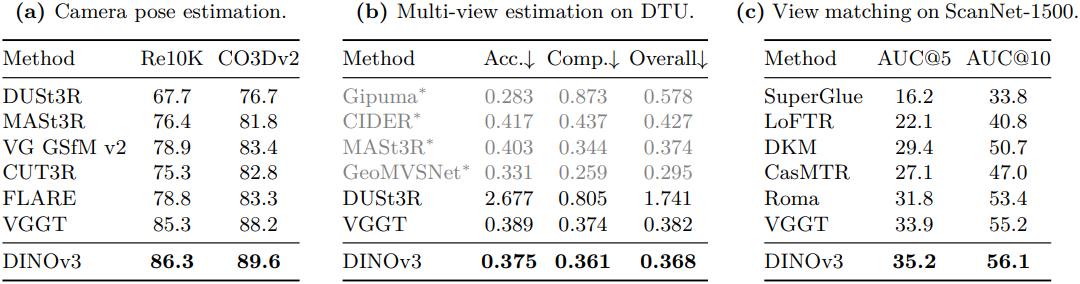 (a) Camera pose estimation.
Method Re10K CO3Dv2
DUSt3R 67.7 76.7
MASt3R 76.4 81.8
VG GSfM v2 78.9 83.4
CUT3R 75.3 82.8
FLARE 78.8 83.3
VGGT 85.3 88.2
DINOv3 86.3 89.6
(b) Multi-view estimation on DTU.
Method Acc.↓ Comp.↓ Overall↓
Gipuma* 0.283 0.873 0.578
CIDER* 0.417 0.437 0.427
MASt3R* 0.403 0.344 0.374
GeoMVSNet* 0.331 0.259 0.295
DUSt3R 2.677 0.805 1.741
VGGT 0.389 0.374 0.382
DINOv3 0.375 0.361 0.368
(c) View matching on ScanNet-1500.
Method AUC@5 AUC@10
SuperGlue 16.2 33.8
LoFTR 22.1 40.8
DKM 29.4 50.7
CasMTR 27.1 47.0
Roma 31.8 53.4
VGGT 33.9 55.2
DINOv3 35.2 56.1